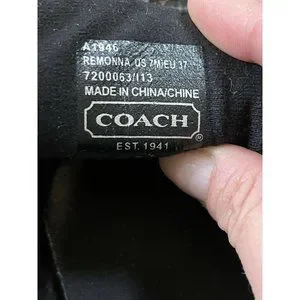 A1946
REMONNA US 7M/EU 37
7200063/I13
MADE IN CHINA/CHINE
COACH
®
EST. 1941